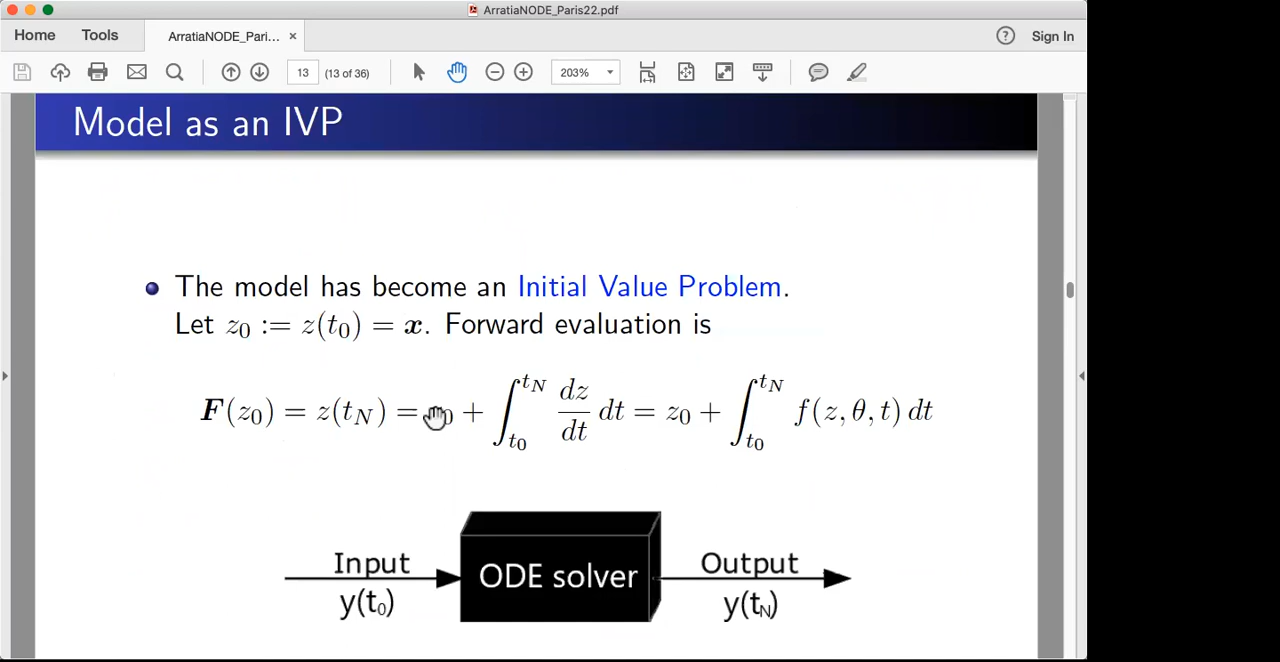 ArratiaNODE_Paris22.pdf
Home Tools ArratiaNODE_Pari... × ? Sign In
13 (13 of 36) 203%
Model as an IVP
The model has become an Initial Value Problem.
Let z₀ := z(t₀) = x. Forward evaluation is
F(z₀) = z(t_N) = ₀ + ∫_{t₀}^{t_N} dz/dt dt = z₀ + ∫_{t₀}^{t_N} f(z, θ, t) dt
Input
y(t₀)
ODE solver
Output
y(t_N)